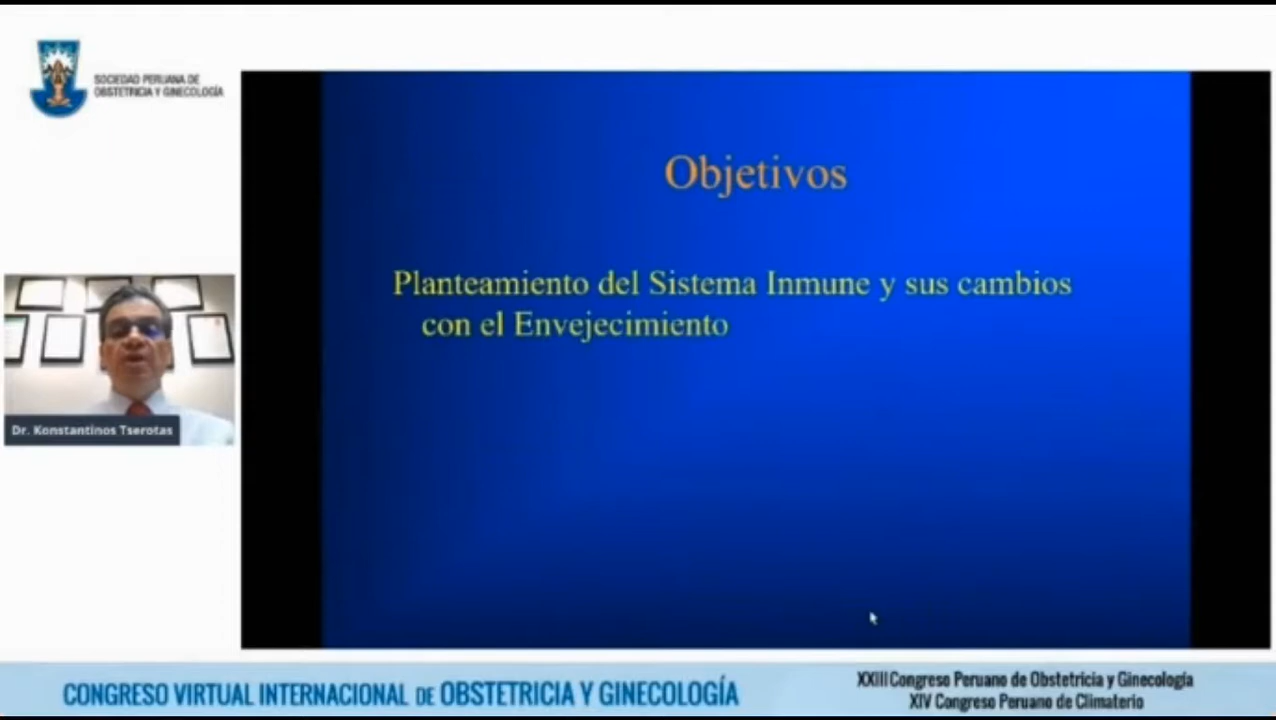 SOCIEDAD PERUANA DE
OBSTETRICIA Y GINECOLOGÍA
Objetivos
Planteamiento del Sistema Inmune y sus cambios
con el Envejecimiento
Dr. Konstantinos Tserotas
CONGRESO VIRTUAL INTERNACIONAL DE OBSTETRICIA Y GINECOLOGÍA
XXIII Congreso Peruano de Obstetricia y Ginecología
XIV Congreso Peruano de Climaterio